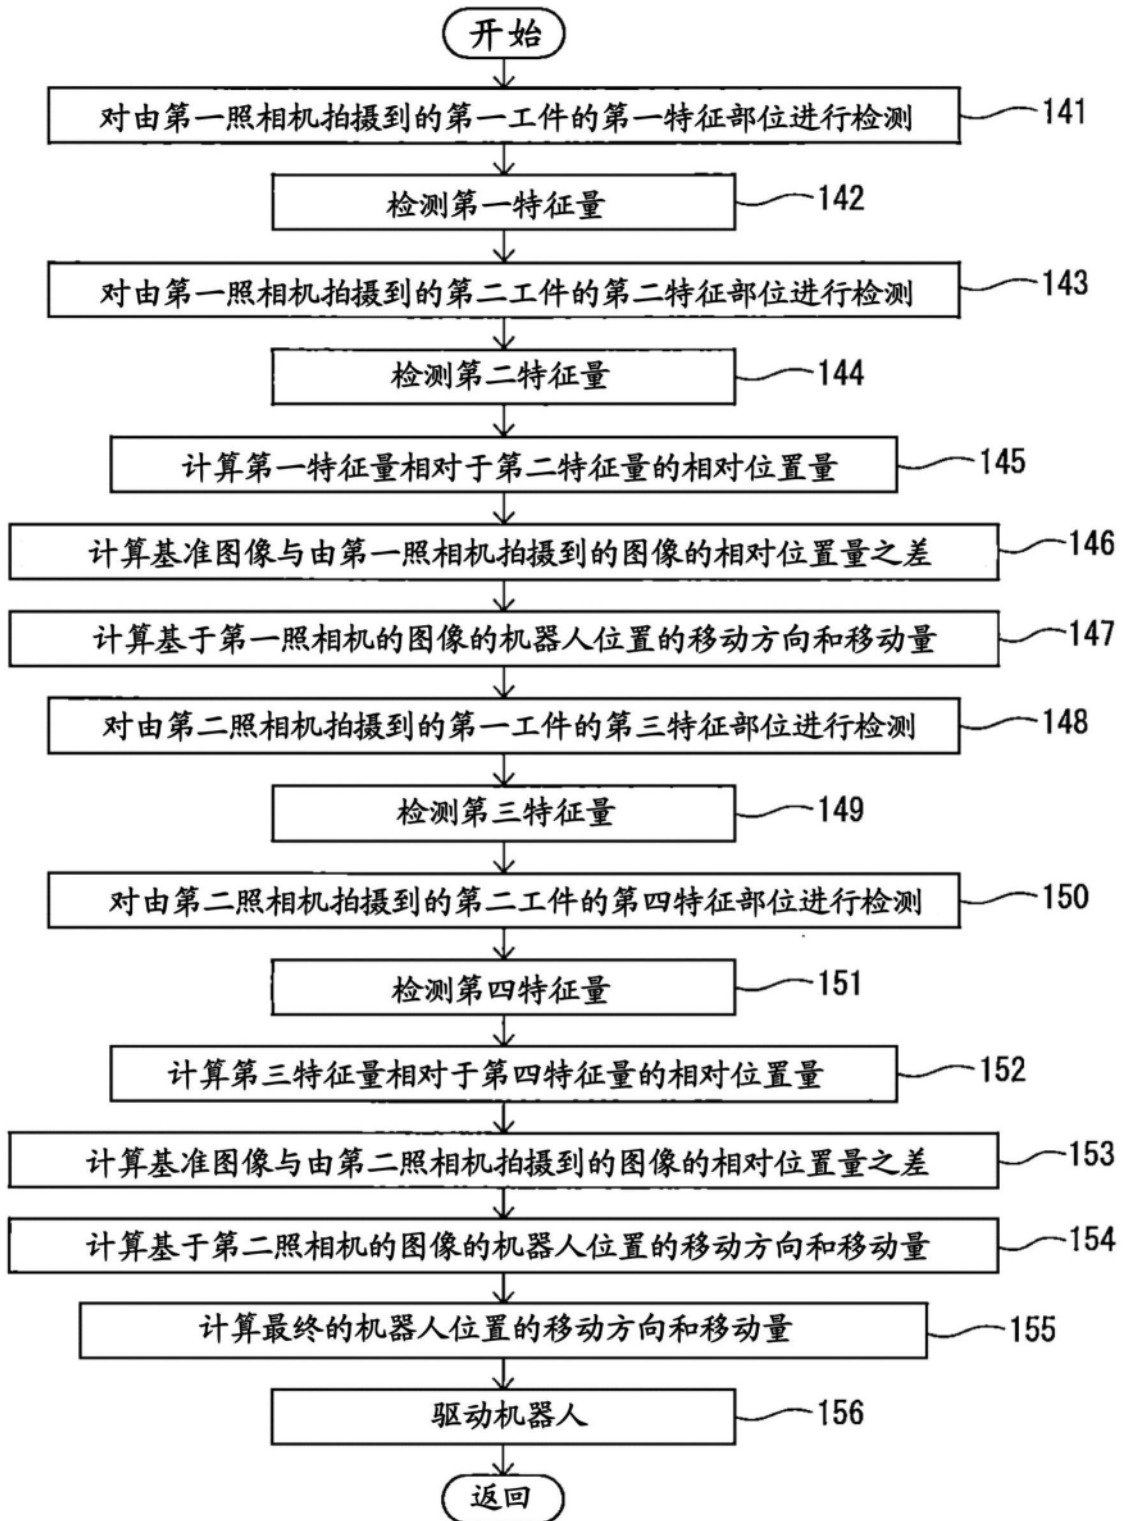 开始
对由第一照相机拍摄到的第一工件的第一特征部位进行检测
141
检测第一特征量
142
对由第一照相机拍摄到的第二工件的第二特征部位进行检测
143
检测第二特征量
144
计算第一特征量相对于第二特征量的相对位置量
145
计算基准图像与由第一照相机拍摄到的图像的相对位置量之差
146
计算基于第一照相机的图像的机器人位置的移动方向和移动量
147
对由第二照相机拍摄到的第一工件的第三特征部位进行检测
148
检测第三特征量
149
对由第二照相机拍摄到的第二工件的第四特征部位进行检测
150
检测第四特征量
151
计算第三特征量相对于第四特征量的相对位置量
152
计算基准图像与由第二照相机拍摄到的图像的相对位置量之差
153
计算基于第二照相机的图像的机器人位置的移动方向和移动量
154
计算最终的机器人位置的移动方向和移动量
155
驱动机器人
156
返回